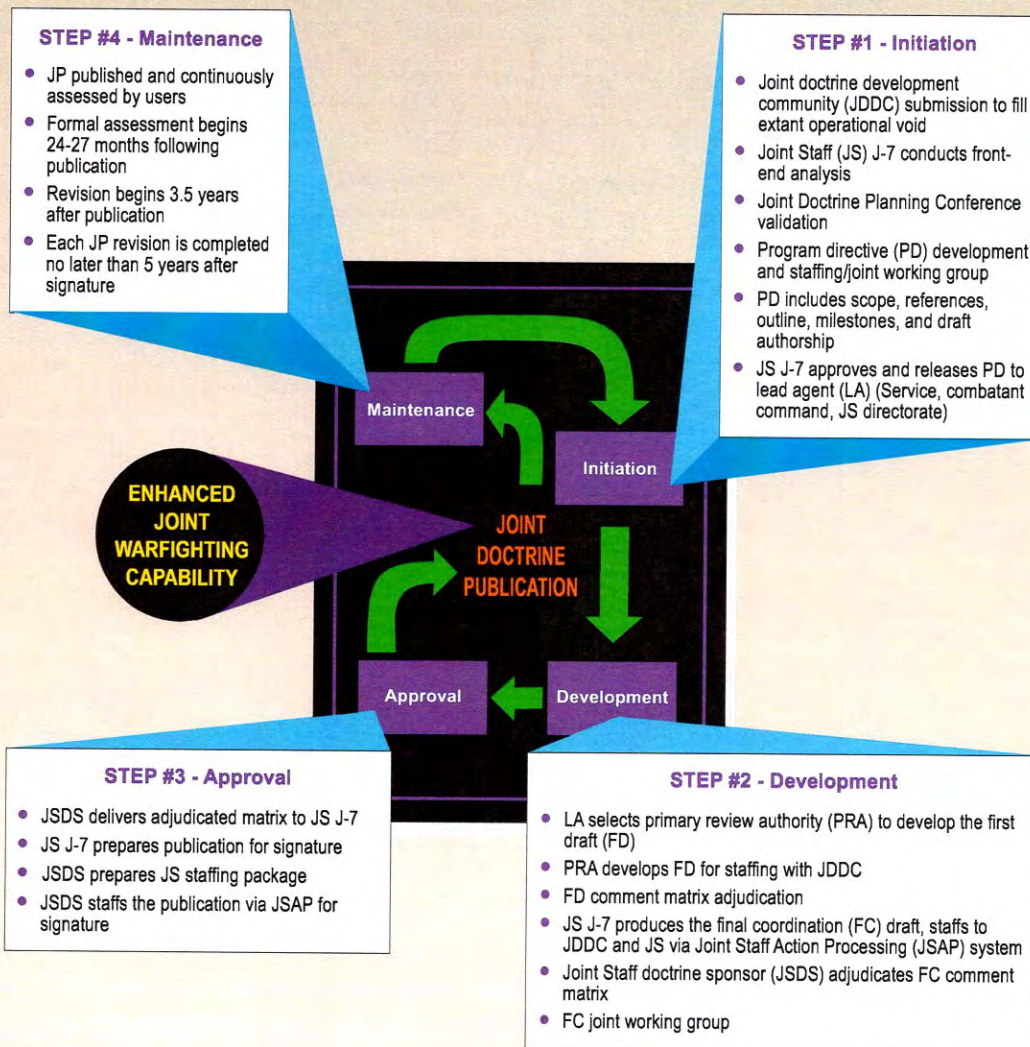 STEP #4 - Maintenance
• JP published and continuously
assessed by users
• Formal assessment begins
24-27 months following
publication
• Revision begins 3.5 years
after publication
• Each JP revision is completed
no later than 5 years after
signature
STEP #1 - Initiation
• Joint doctrine development
community (JDDC) submission to fill
extant operational void
• Joint Staff (JS) J-7 conducts front-
end analysis
• Joint Doctrine Planning Conference
validation
• Program directive (PD) development
and staffing/joint working group
• PD includes scope, references,
outline, milestones, and draft
authorship
• JS J-7 approves and releases PD to
lead agent (LA) (Service, combatant
command, JS directorate)
Maintenance
Initiation
ENHANCED
JOINT
WARFIGHTING
CAPABILITY
JOINT
DOCTRINE
PUBLICATION
Approval
Development
STEP #3 - Approval
• JSDS delivers adjudicated matrix to JS J-7
• JS J-7 prepares publication for signature
• JSDS prepares JS staffing package
• JSDS staffs the publication via JSAP for
signature
STEP #2 - Development
• LA selects primary review authority (PRA) to develop the first
draft (FD)
• PRA develops FD for staffing with JDDC
• FD comment matrix adjudication
• JS J-7 produces the final coordination (FC) draft, staffs to
JDDC and JS via Joint Staff Action Processing (JSAP) system
• Joint Staff doctrine sponsor (JSDS) adjudicates FC comment
matrix
• FC joint working group